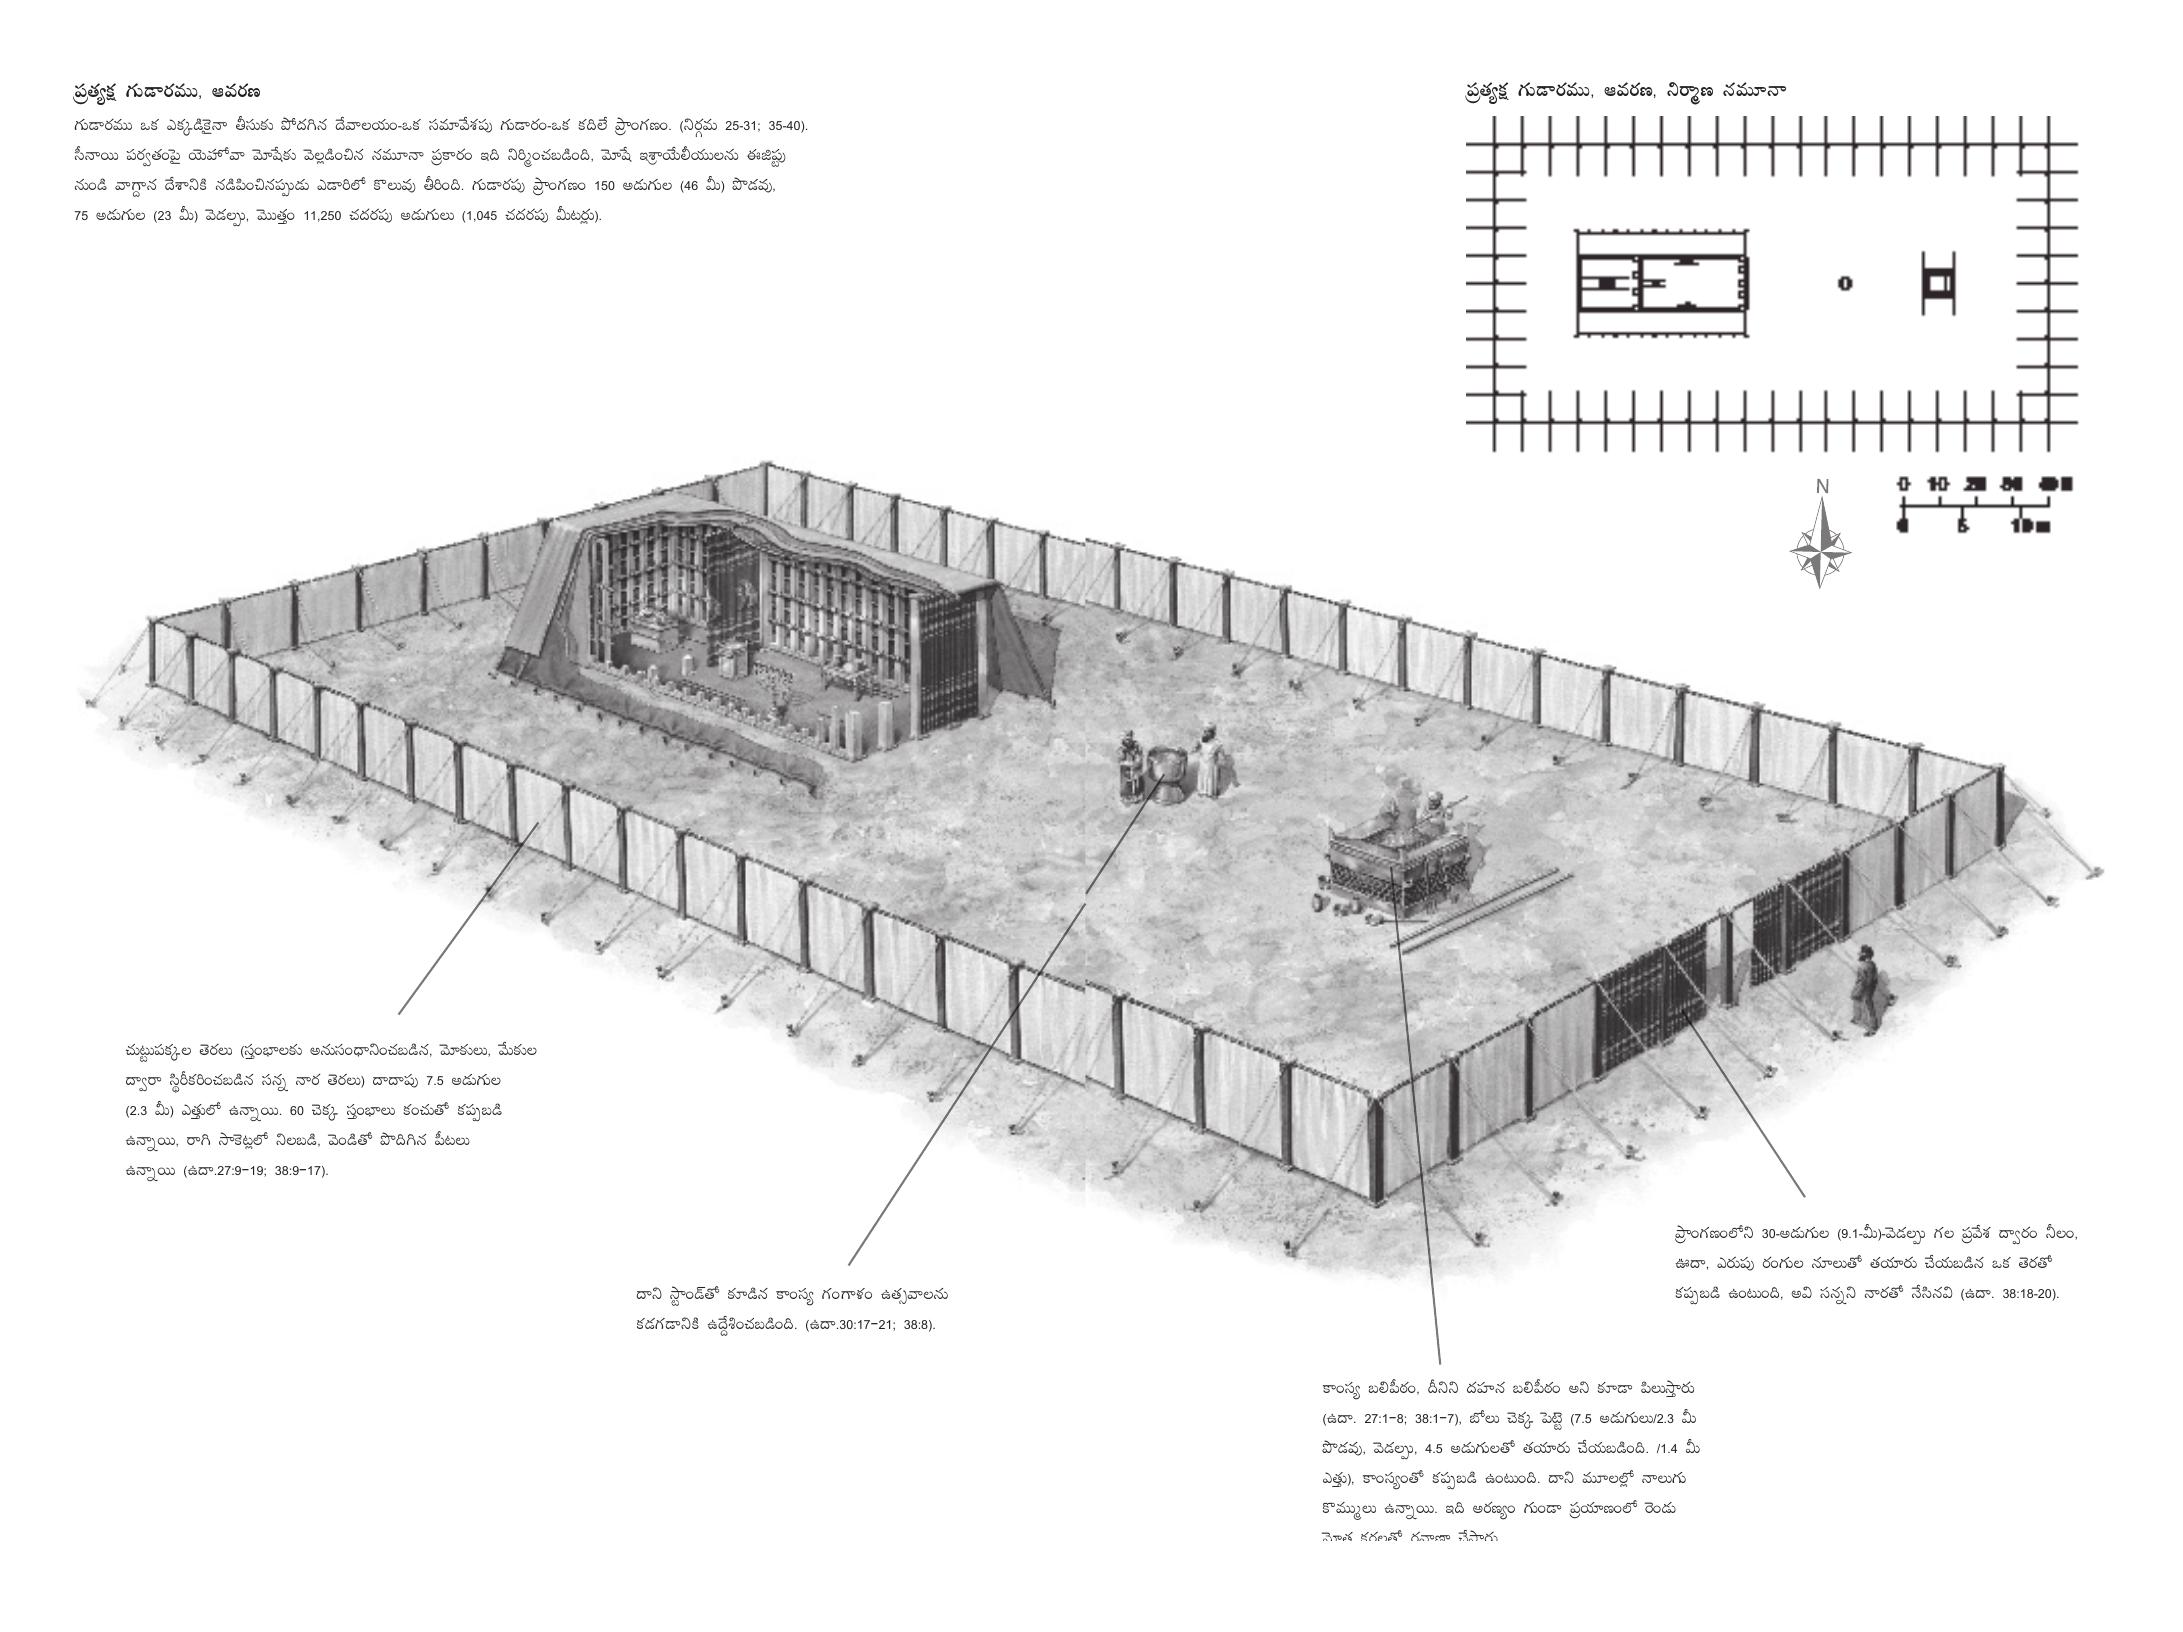 ప్రత్యక్ష గుడారము, ఆవరణ
గుడారము ఒక ఎక్కడికైనా తీసుకు పోదగిన దేవాలయం-ఒక సమావేశపు గుడారం-ఒక కదిలే ప్రాంగణం. (నిర్గమ 25-31; 35-40).
సీనాయి పర్వతంపై యెహోవా మోషేకు వెల్లడించిన నమూనా ప్రకారం ఇది నిర్మించబడింది, మోషే ఇశ్రాయేలీయులను ఈజిప్టు
నుండి వాగ్దాన దేశానికి నడిపించినప్పుడు ఎడారిలో కొలువు తీరింది. గుడారపు ప్రాంగణం 150 అడుగుల (46 మీ) పొడవు,
75 అడుగుల (23 మీ) వెడల్పు, మొత్తం 11,250 చదరపు అడుగులు (1,045 చదరపు మీటర్లు).
ప్రత్యక్ష గుడారము, ఆవరణ, నిర్మాణ నమూనా
N
0 10
0 5 10 m
చుట్టుపక్కల తెరలు (స్తంభాలకు అనుసంధానించబడిన, మోకులు, మేకుల
ద్వారా స్థిరీకరించబడిన సన్న నార తెరలు) దాదాపు 7.5 అడుగుల
(2.3 మీ) ఎత్తులో ఉన్నాయి. 60 చెక్క స్తంభాలు కంచుతో కప్పబడి
ఉన్నాయి, రాగి సాకెట్లలో నిలబడి, వెండితో పొదిగిన పీటలు
ఉన్నాయి (ఉదా.27:9–19; 38:9–17).
దాని స్టాండ్‌తో కూడిన కాంస్య గంగాళం ఉత్సవాలను
కడగడానికి ఉద్దేశించబడింది. (ఉదా.30:17–21; 38:8).
ప్రాంగణంలోని 30-అడుగుల (9.1-మీ)-వెడల్పు గల ప్రవేశ ద్వారం నీలం,
ఊదా, ఎరుపు రంగుల నూలుతో తయారు చేయబడిన ఒక తెరతో
కప్పబడి ఉంటుంది, అవి సన్నని నారతో నేసినవి (ఉదా. 38:18-20).
కాంస్య బలిపీఠం, దీనిని దహన బలిపీఠం అని కూడా పిలుస్తారు
(ఉదా. 27:1–8; 38:1–7), బోలు చెక్క పెట్టె (7.5 అడుగులు/2.3 మీ
పొడవు, వెడల్పు, 4.5 అడుగులతో తయారు చేయబడింది. /1.4 మీ
ఎత్తు), కాంస్యంతో కప్పబడి ఉంటుంది. దాని మూలల్లో నాలుగు
కొమ్ములు ఉన్నాయి. ఇది అరణ్యం గుండా ప్రయాణంలో రెండు
మోత కర్రలతో రవాణా చేస్తారు